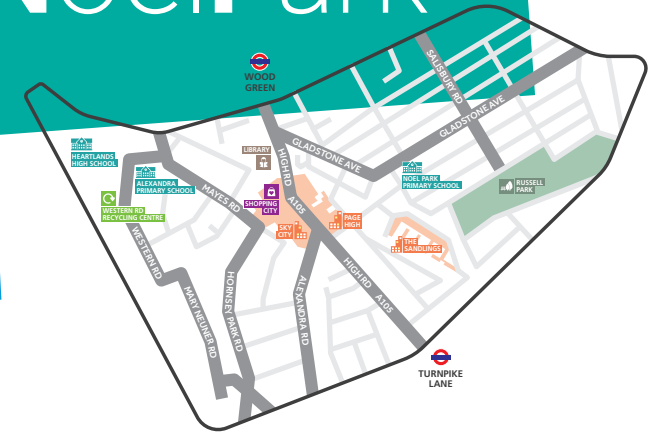 Noel Park
WOOD
GREEN
SALISBURY RD
GLADSTONE AVE
GLADSTONE AVE
LIBRARY
HIGH RD
A105
HEARTLANDS
HIGH SCHOOL
ALEXANDRA
PRIMARY SCHOOL
NOEL PARK
PRIMARY SCHOOL
RUSSELL
PARK
MAYES RD
SHOPPING
CITY
WESTERN RD
RECYCLING CENTRE
SKY
CITY
PAGE
HIGH
THE
SANDLINGS
WESTERN RD
MARY NEUNER RD
HORNSEY PARK RD
ALEXANDRA RD
HIGH RD
A105
TURNPIKE
LANE